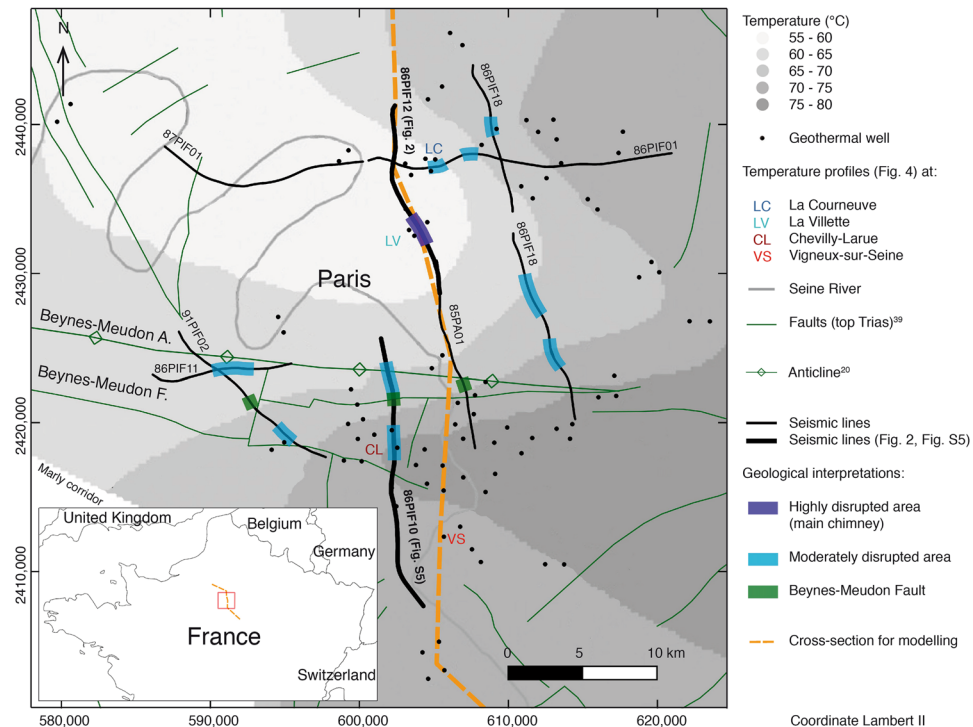 N
86PIF12 (Fig. 2)
86PIF18
87PIF01
LC
86PIF01
LV
Paris
86PIF18
85PA01
91PIF02
Beynes-Meudon A.
86PIF11
Beynes-Meudon F.
CL
Marly corridor
86PIF10 (Fig. S5)
VS
United Kingdom
Belgium
Germany
France
Switzerland
0 5 10 km
2440,000
2430,000
2420,000
2410,000
580,000 590,000 600,000 610,000 620,000
Temperature (°C)
55 - 60
60 - 65
65 - 70
70 - 75
75 - 80
Geothermal well
Temperature profiles (Fig. 4) at:
LC La Courneuve
LV La Villette
CL Chevilly-Larue
VS Vigneux-sur-Seine
Seine River
Faults (top Trias)³⁹
Anticline²⁰
Seismic lines
Seismic lines (Fig. 2, Fig. S5)
Geological interpretations:
Highly disrupted area
(main chimney)
Moderately disrupted area
Beynes-Meudon Fault
Cross-section for modelling
Coordinate Lambert II